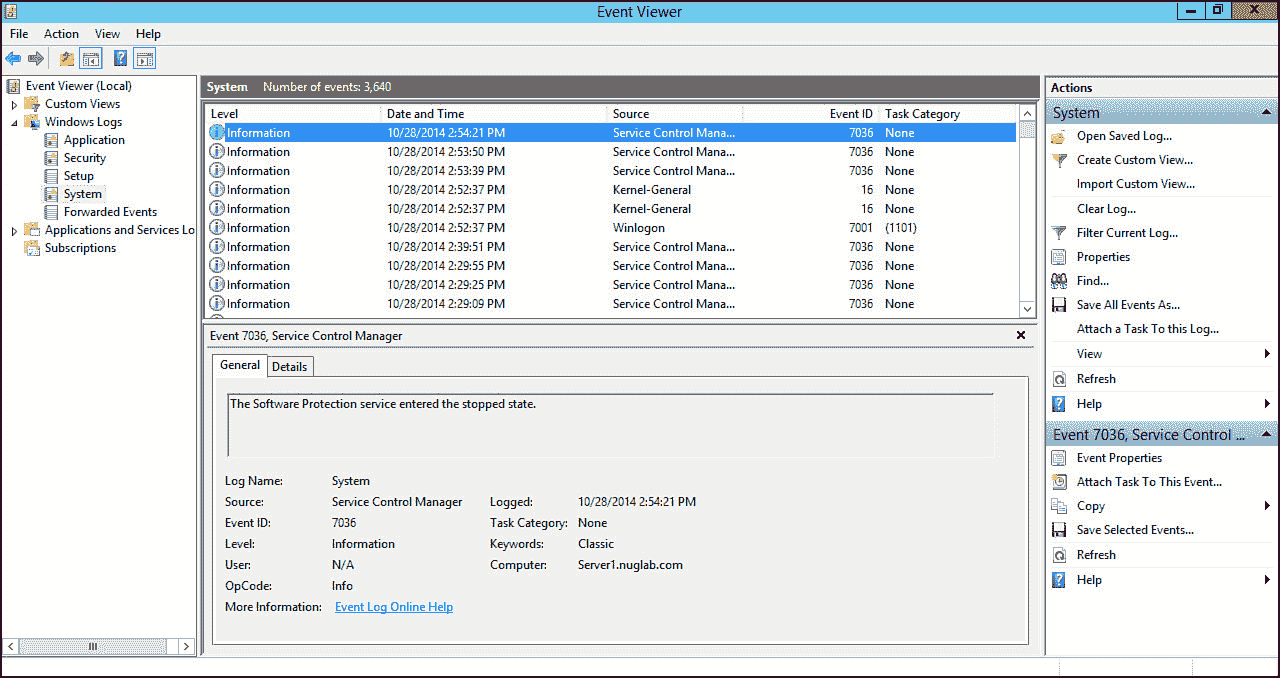 Event Viewer
File Action View Help
Event Viewer (Local)
Custom Views
Windows Logs
Application
Security
Setup
System
Forwarded Events
Applications and Services Lo
Subscriptions
System Number of events: 3,640
Level Date and Time Source Event ID Task Category
Information 10/28/2014 2:54:21 PM Service Control Mana... 7036 None
Information 10/28/2014 2:53:50 PM Service Control Mana... 7036 None
Information 10/28/2014 2:53:39 PM Service Control Mana... 7036 None
Information 10/28/2014 2:52:37 PM Kernel-General 16 None
Information 10/28/2014 2:52:37 PM Kernel-General 16 None
Information 10/28/2014 2:52:37 PM Winlogon 7001 (1101)
Information 10/28/2014 2:39:51 PM Service Control Mana... 7036 None
Information 10/28/2014 2:29:55 PM Service Control Mana... 7036 None
Information 10/28/2014 2:29:25 PM Service Control Mana... 7036 None
Information 10/28/2014 2:29:09 PM Service Control Mana... 7036 None
Event 7036, Service Control Manager
General Details
The Software Protection service entered the stopped state.
Log Name: System
Source: Service Control Manager Logged: 10/28/2014 2:54:21 PM
Event ID: 7036 Task Category: None
Level: Information Keywords: Classic
User: N/A Computer: Server1.nuglab.com
OpCode: Info
More Information: Event Log Online Help
Actions
System
Open Saved Log...
Create Custom View...
Import Custom View...
Clear Log...
Filter Current Log...
Properties
Find...
Save All Events As...
Attach a Task To this Log...
View
Refresh
Help
Event 7036, Service Control ...
Event Properties
Attach Task To This Event...
Copy
Save Selected Events...
Refresh
Help